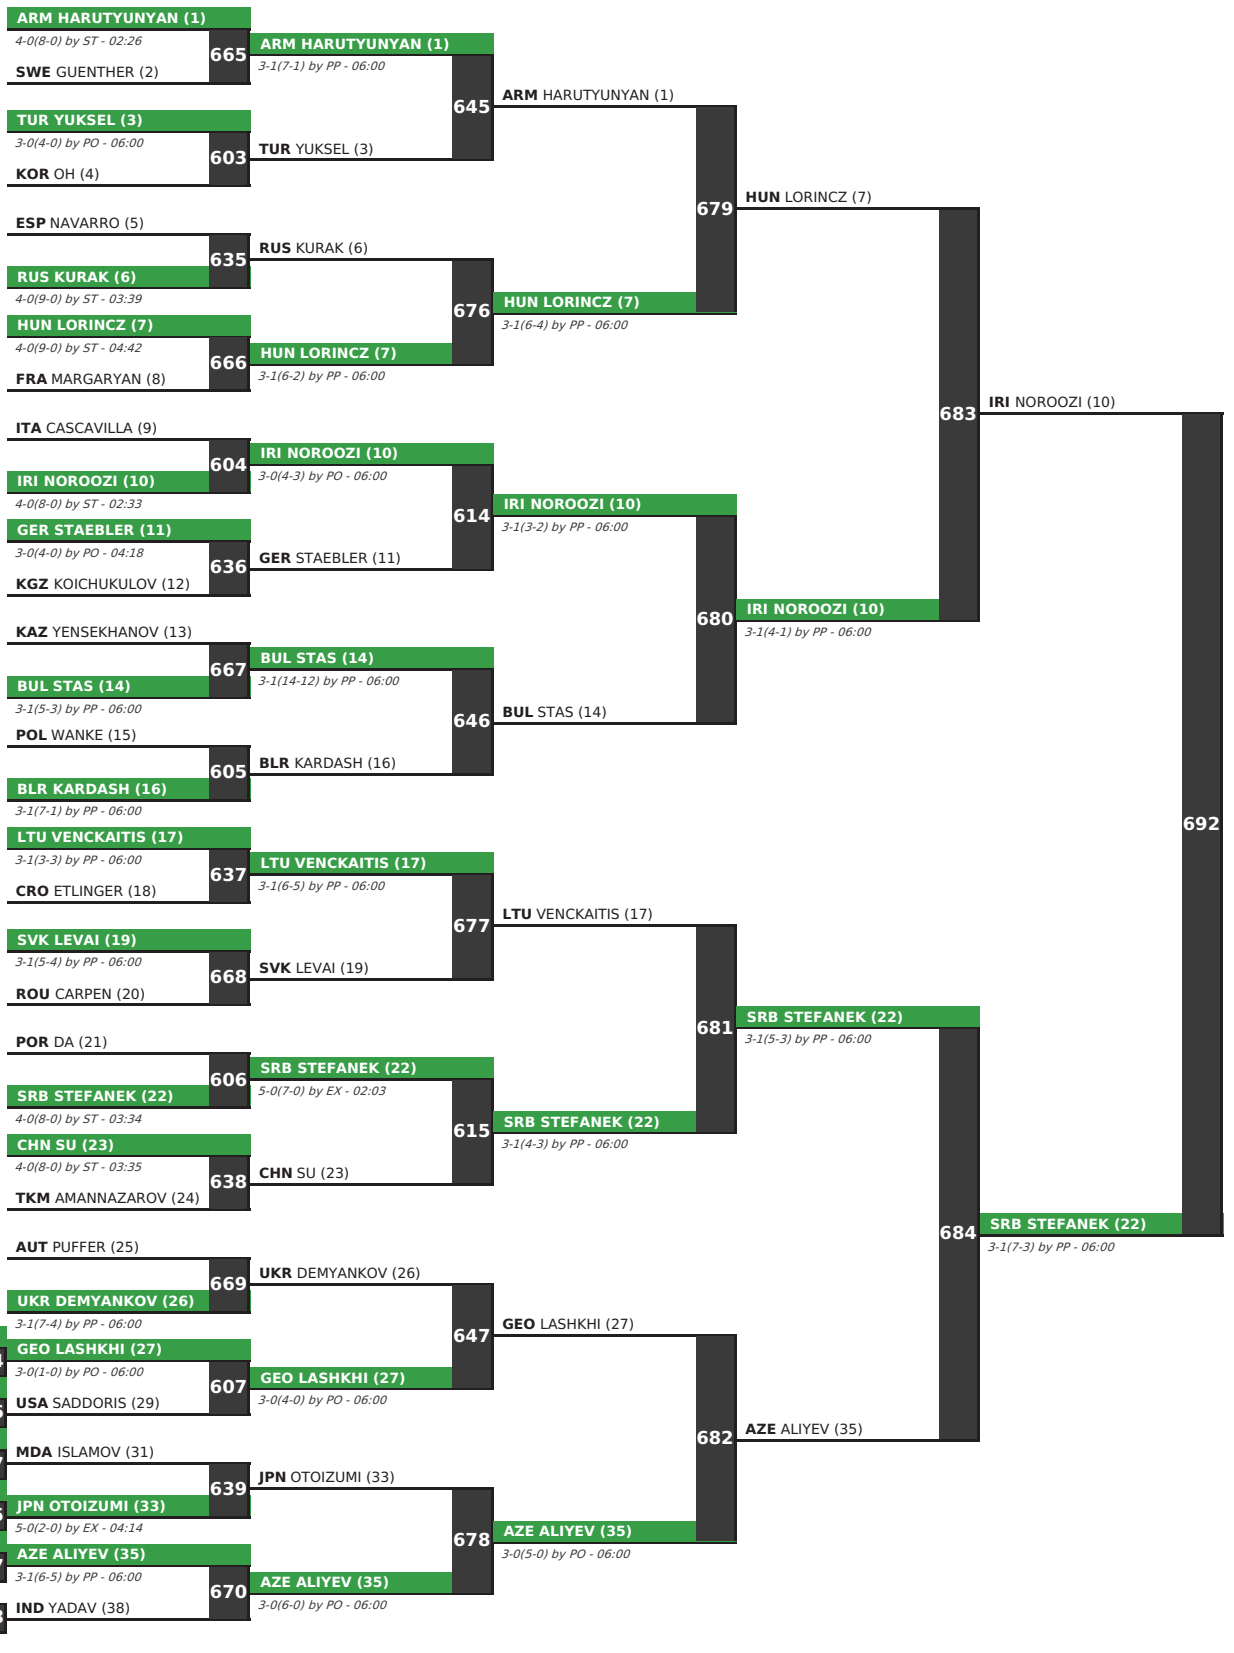 ARM HARUTYUNYAN (1)
4-0(8-0) by ST - 02:26
665
SWE GUENTHER (2)
TUR YUKSEL (3)
3-0(4-0) by PO - 06:00
603
KOR OH (4)
ESP NAVARRO (5)
635
RUS KURAK (6)
4-0(9-0) by ST - 03:39
HUN LORINCZ (7)
4-0(9-0) by ST - 04:42
666
FRA MARGARYAN (8)
ITA CASCAVILLA (9)
604
IRI NOROOZI (10)
4-0(8-0) by ST - 02:33
GER STAEBLER (11)
3-0(4-0) by PO - 04:18
636
KGZ KOICHUKULOV (12)
KAZ YENSEKHANOV (13)
667
BUL STAS (14)
3-1(5-3) by PP - 06:00
POL WANKE (15)
605
BLR KARDASH (16)
3-1(7-1) by PP - 06:00
LTU VENCKAITIS (17)
3-1(3-3) by PP - 06:00
637
CRO ETLINGER (18)
SVK LEVAI (19)
3-1(5-4) by PP - 06:00
668
ROU CARPEN (20)
POR DA (21)
606
SRB STEFANEK (22)
4-0(8-0) by ST - 03:34
CHN SU (23)
4-0(8-0) by ST - 03:35
638
TKM AMANNAZAROV (24)
AUT PUFFER (25)
669
UKR DEMYANKOV (26)
3-1(7-4) by PP - 06:00
GEO LASHKHI (27)
3-0(1-0) by PO - 06:00
607
USA SADDORIS (29)
MDA ISLAMOV (31)
639
JPN OTOIZUMI (33)
5-0(2-0) by EX - 04:14
AZE ALIYEV (35)
3-1(6-5) by PP - 06:00
670
IND YADAV (38)
ARM HARUTYUNYAN (1)
3-1(7-1) by PP - 06:00
645
TUR YUKSEL (3)
RUS KURAK (6)
676
HUN LORINCZ (7)
3-1(6-2) by PP - 06:00
IRI NOROOZI (10)
3-0(4-3) by PO - 06:00
614
GER STAEBLER (11)
BUL STAS (14)
3-1(14-12) by PP - 06:00
646
BLR KARDASH (16)
LTU VENCKAITIS (17)
3-1(6-5) by PP - 06:00
677
SVK LEVAI (19)
SRB STEFANEK (22)
5-0(7-0) by EX - 02:03
615
CHN SU (23)
UKR DEMYANKOV (26)
647
GEO LASHKHI (27)
3-0(4-0) by PO - 06:00
JPN OTOIZUMI (33)
678
AZE ALIYEV (35)
3-0(6-0) by PO - 06:00
ARM HARUTYUNYAN (1)
679
HUN LORINCZ (7)
3-1(6-4) by PP - 06:00
IRI NOROOZI (10)
3-1(3-2) by PP - 06:00
680
BUL STAS (14)
LTU VENCKAITIS (17)
681
SRB STEFANEK (22)
3-1(4-3) by PP - 06:00
GEO LASHKHI (27)
682
AZE ALIYEV (35)
3-0(5-0) by PO - 06:00
HUN LORINCZ (7)
683
IRI NOROOZI (10)
3-1(4-1) by PP - 06:00
SRB STEFANEK (22)
3-1(5-3) by PP - 06:00
684
AZE ALIYEV (35)
IRI NOROOZI (10)
692
SRB STEFANEK (22)
3-1(7-3) by PP - 06:00